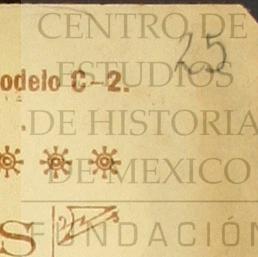 CENTRO DE
25
ESTUDIOS
odelo C-2.
DE HISTORIA
DE MEXICO
FUNDACIÓN
S